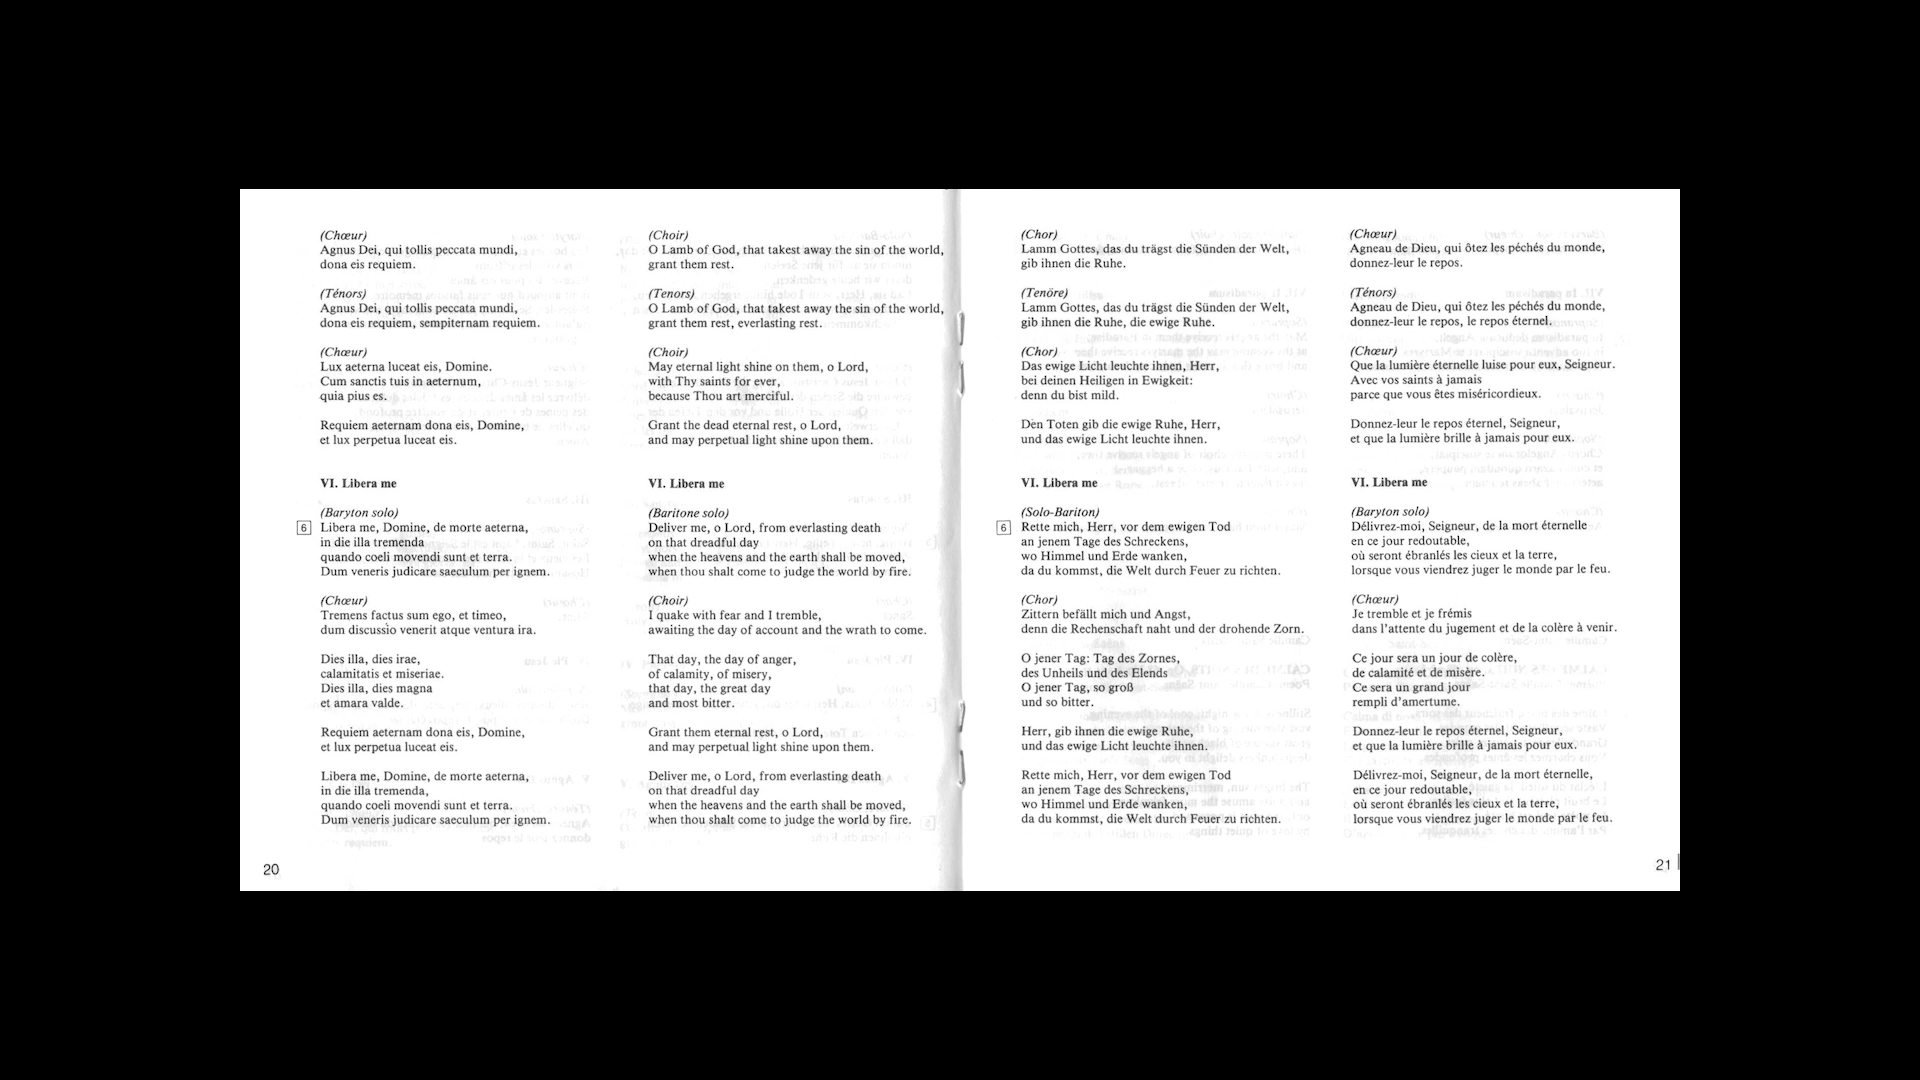 (Chœur)
Agnus Dei, qui tollis peccata mundi,
dona eis requiem.
(Ténors)
Agnus Dei, qui tollis peccata mundi,
dona eis requiem, sempiternam requiem.
(Chœur)
Lux aeterna luceat eis, Domine.
Cum sanctis tuis in aeternum,
quia pius es.
Requiem aeternam dona eis, Domine,
et lux perpetua luceat eis.
VI. Libera me
(Baryton solo)
6 Libera me, Domine, de morte aeterna,
in die illa tremenda
quando coeli movendi sunt et terra.
Dum veneris judicare saeculum per ignem.
(Chœur)
Tremens factus sum ego, et timeo,
dum discussio venerit atque ventura ira.
Dies illa, dies irae,
calamitatis et miseriae.
Dies illa, dies magna
et amara valde.
Requiem aeternam dona eis, Domine,
et lux perpetua luceat eis.
Libera me, Domine, de morte aeterna,
in die illa tremenda,
quando coeli movendi sunt et terra.
Dum veneris judicare saeculum per ignem.
20
(Choir)
O Lamb of God, that takest away the sin of the world,
grant them rest.
(Tenors)
O Lamb of God, that takest away the sin of the world,
grant them rest, everlasting rest.
(Choir)
May eternal light shine on them, o Lord,
with Thy saints for ever,
because Thou art merciful.
Grant the dead eternal rest, o Lord,
and may perpetual light shine upon them.
VI. Libera me
(Baritone solo)
Deliver me, o Lord, from everlasting death
on that dreadful day
when the heavens and the earth shall be moved,
when thou shalt come to judge the world by fire.
(Choir)
I quake with fear and I tremble,
awaiting the day of account and the wrath to come.
That day, the day of anger,
of calamity, of misery,
that day, the great day
and most bitter.
Grant them eternal rest, o Lord,
and may perpetual light shine upon them.
Deliver me, o Lord, from everlasting death
on that dreadful day
when the heavens and the earth shall be moved,
when thou shalt come to judge the world by fire.
(Chor)
Lamm Gottes, das du trägst die Sünden der Welt,
gib ihnen die Ruhe.
(Tenöre)
Lamm Gottes, das du trägst die Sünden der Welt,
gib ihnen die Ruhe, die ewige Ruhe.
(Chor)
Das ewige Licht leuchte ihnen, Herr,
bei deinen Heiligen in Ewigkeit:
denn du bist mild.
Den Toten gib die ewige Ruhe, Herr,
und das ewige Licht leuchte ihnen.
VI. Libera me
(Solo-Bariton)
6 Rette mich, Herr, vor dem ewigen Tod
an jenem Tage des Schreckens,
wo Himmel und Erde wanken,
da du kommst, die Welt durch Feuer zu richten.
(Chor)
Zittern befällt mich und Angst,
denn die Rechenschaft naht und der drohende Zorn.
O jener Tag: Tag des Zornes,
des Unheils und des Elends
O jener Tag, so groß
und so bitter.
Herr, gib ihnen die ewige Ruhe,
und das ewige Licht leuchte ihnen.
Rette mich, Herr, vor dem ewigen Tod
an jenem Tage des Schreckens,
wo Himmel und Erde wanken,
da du kommst, die Welt durch Feuer zu richten.
(Chœur)
Agneau de Dieu, qui ôtez les péchés du monde,
donnez-leur le repos.
(Ténors)
Agneau de Dieu, qui ôtez les péchés du monde,
donnez-leur le repos, le repos éternel.
(Chœur)
Que la lumière éternelle luise pour eux, Seigneur.
Avec vos saints à jamais
parce que vous êtes miséricordieux.
Donnez-leur le repos éternel, Seigneur,
et que la lumière brille à jamais pour eux.
VI. Libera me
(Baryton solo)
Délivrez-moi, Seigneur, de la mort éternelle
en ce jour redoutable,
où seront ébranlés les cieux et la terre,
lorsque vous viendrez juger le monde par le feu.
(Chœur)
Je tremble et je frémis
dans l'attente du jugement et de la colère à venir.
Ce jour sera un jour de colère,
de calamité et de misère.
Ce sera un grand jour
rempli d'amertume.
Donnez-leur le repos éternel, Seigneur,
et que la lumière brille à jamais pour eux.
Délivrez-moi, Seigneur, de la mort éternelle,
en ce jour redoutable,
où seront ébranlés les cieux et la terre,
lorsque vous viendrez juger le monde par le feu.
21